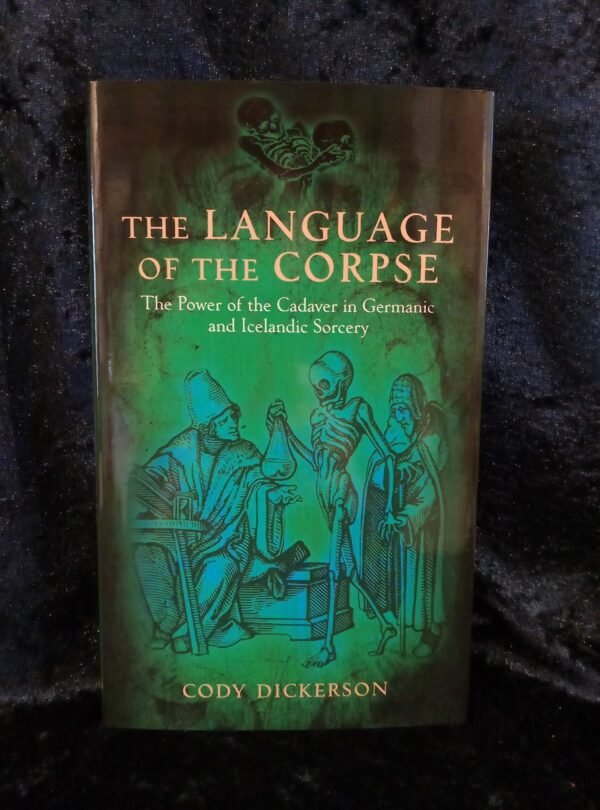 THE LANGUAGE
OF THE CORPSE
The Power of the Cadaver in Germanic
and Icelandic Sorcery
CODY DICKERSON